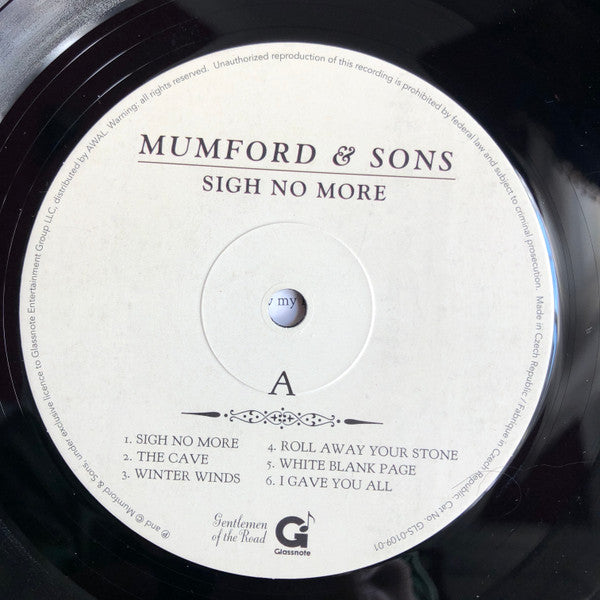 MUMFORD & SONS
SIGH NO MORE
my
A
1. SIGH NO MORE
2. THE CAVE
3. WINTER WINDS
4. ROLL AWAY YOUR STONE
5. WHITE BLANK PAGE
6. I GAVE YOU ALL
Gentlemen
of the Road
G
Glassnote
℗ and © Mumford & Sons, under exclusive licence to Glassnote Entertainment Group LLC, distributed by AWAL. Warning: all rights reserved. Unauthorized reproduction of this recording is prohibited by federal law and subject to criminal prosecution. Made in Czech Republic / Fabriqué en Czech Republic. Cat No. GLS-0109-01